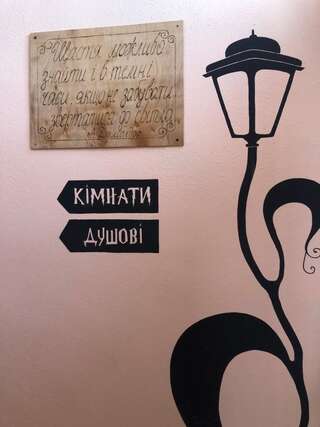 Щастя можливо
знайти і в темні
часи якщо не забувати
звертатися до світла
КІМНАТИ
ДУШОВІ